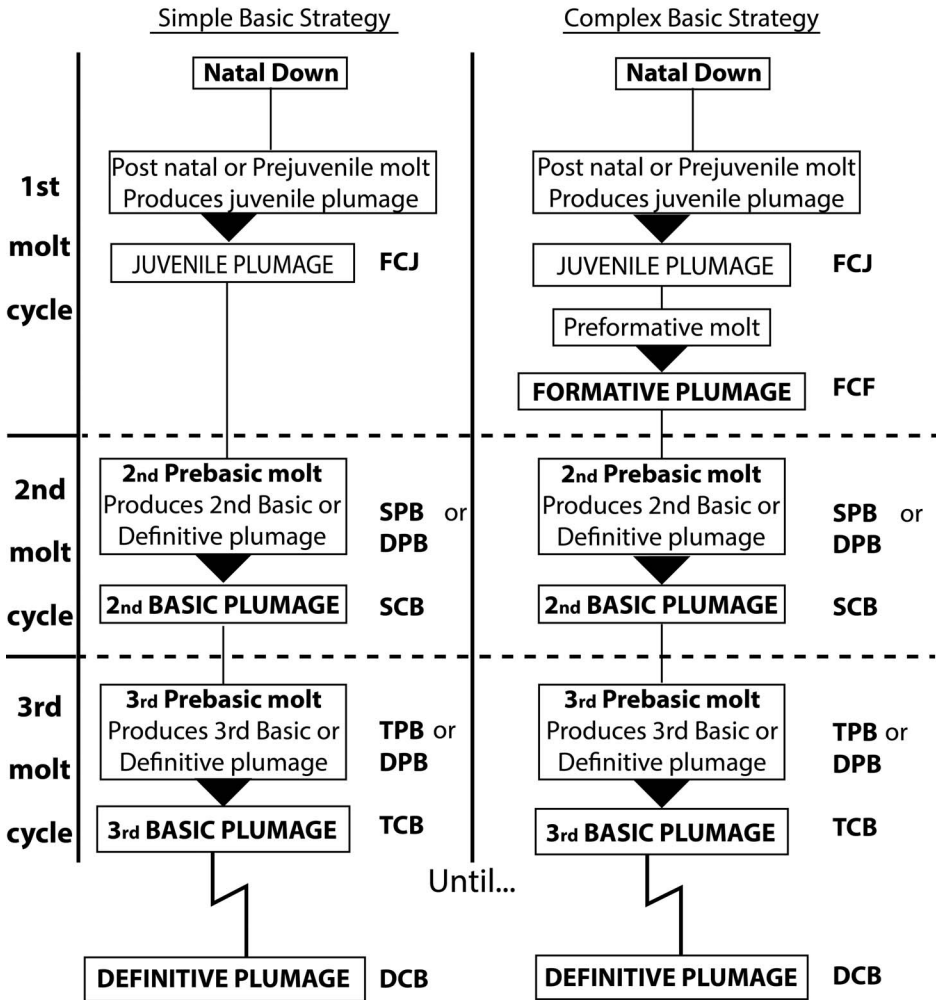 Simple Basic Strategy
Complex Basic Strategy
1st
molt
cycle
Natal Down
Post natal or Prejuvenile molt
Produces juvenile plumage
JUVENILE PLUMAGE
FCJ
Natal Down
Post natal or Prejuvenile molt
Produces juvenile plumage
JUVENILE PLUMAGE
FCJ
Preformative molt
FORMATIVE PLUMAGE
FCF
2nd
molt
cycle
2nd Prebasic molt
Produces 2nd Basic or
Definitive plumage
SPB or
DPB
2nd BASIC PLUMAGE
SCB
2nd Prebasic molt
Produces 2nd Basic or
Definitive plumage
SPB or
DPB
2nd BASIC PLUMAGE
SCB
3rd
molt
cycle
3rd Prebasic molt
Produces 3rd Basic or
Definitive plumage
TPB or
DPB
3rd BASIC PLUMAGE
TCB
3rd Prebasic molt
Produces 3rd Basic or
Definitive plumage
TPB or
DPB
3rd BASIC PLUMAGE
TCB
Until...
DEFINITIVE PLUMAGE
DCB
DEFINITIVE PLUMAGE
DCB